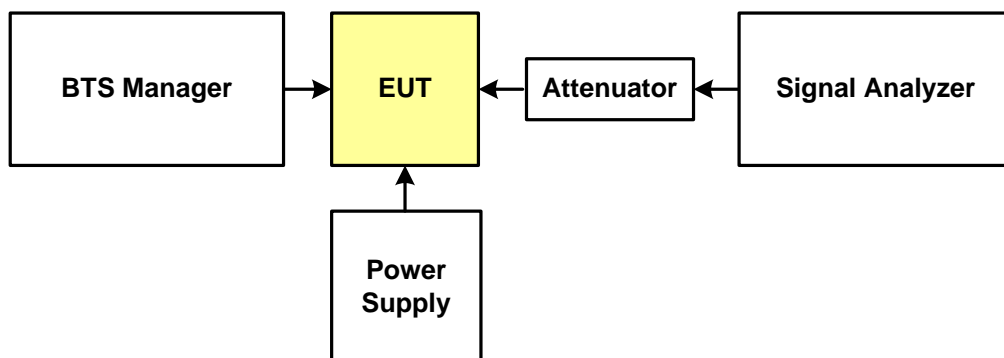 BTS Manager
EUT
Attenuator
Signal Analyzer
Power
Supply